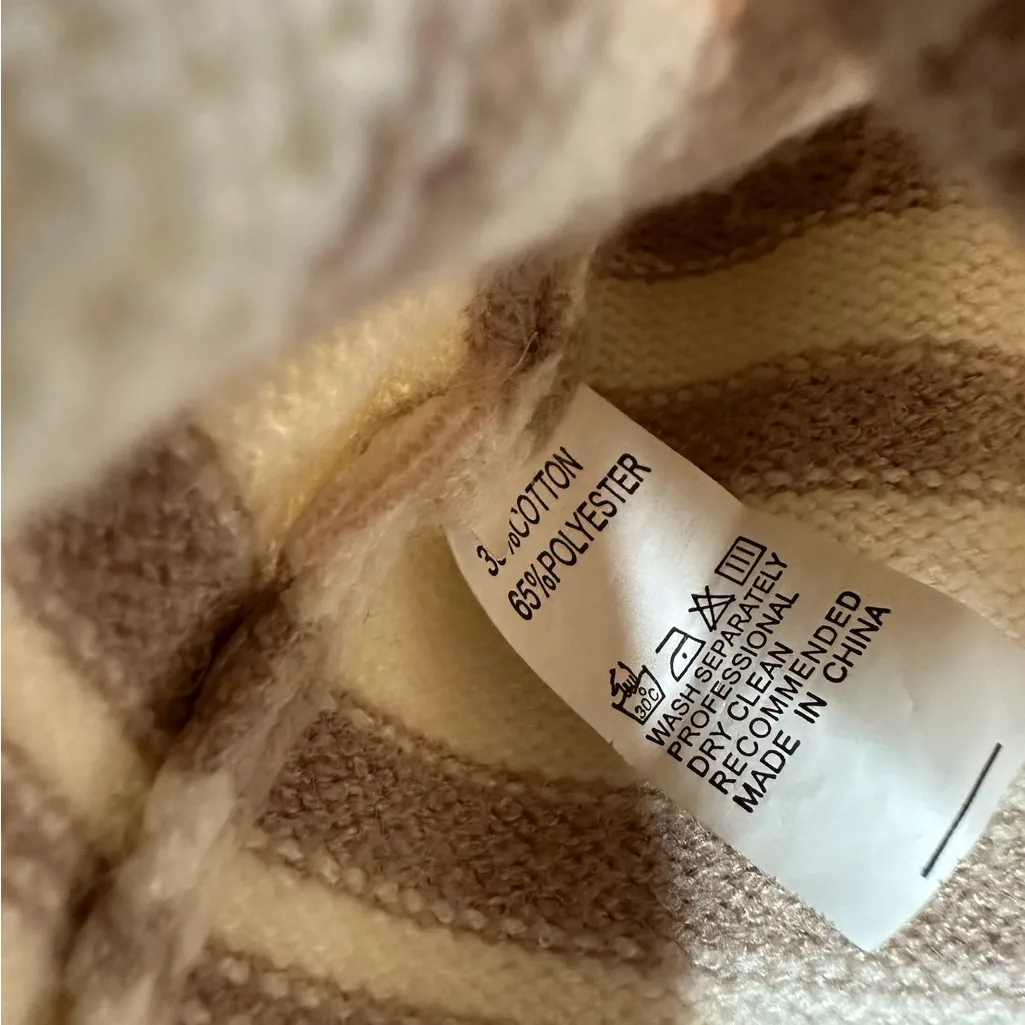 %COTTON
65%POLYESTER
30°C
WASH SEPARATELY
PROFESSIONAL
DRY CLEAN
RECOMMENDED
MADE IN CHINA